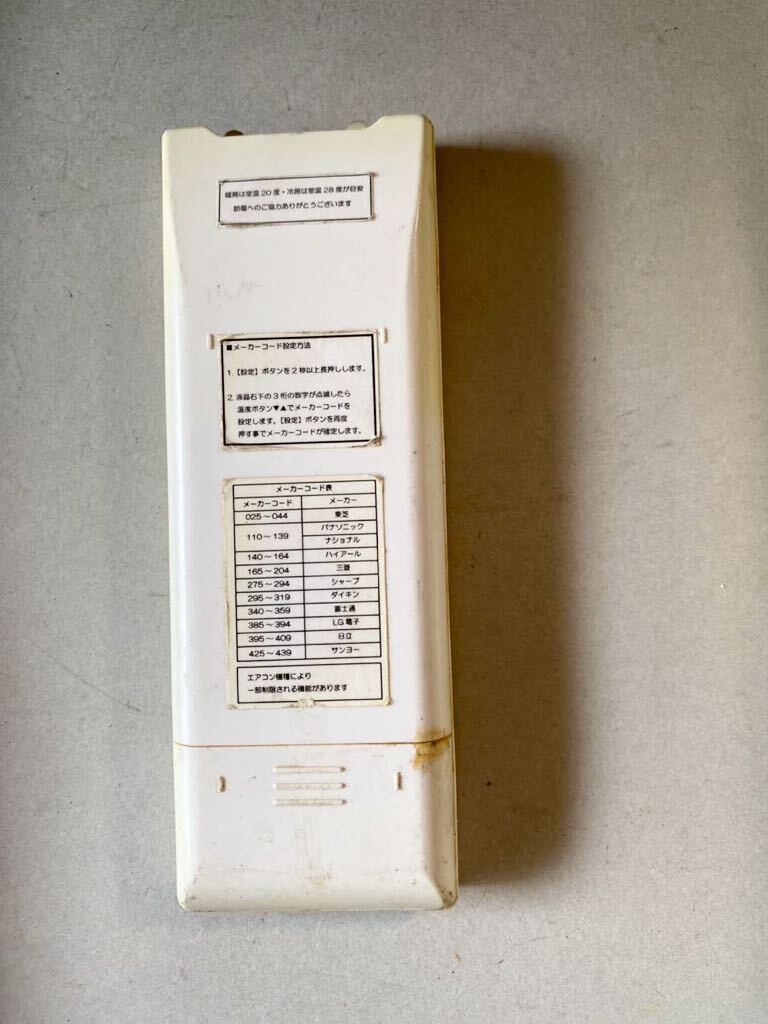 暖房は室温20度・冷房は室温28度が目安
節電へのご協力ありがとうございます
■メーカーコード設定方法
1.【設定】ボタンを2秒以上長押しします。
2.液晶右下の3桁の数字が点滅したら
温度ボタン▼▲でメーカーコードを
設定します。【設定】ボタンを再度
押す事でメーカーコードが確定します。
メーカーコード表
メーカーコード メーカー
025～044 東芝
110～139 パナソニック
ナショナル
140～164 ハイアール
165～204 三菱
275～294 シャープ
295～319 ダイキン
340～359 富士通
385～394 LG電子
395～409 日立
425～439 サンヨー
エアコン機種により
一部制限される機能があります